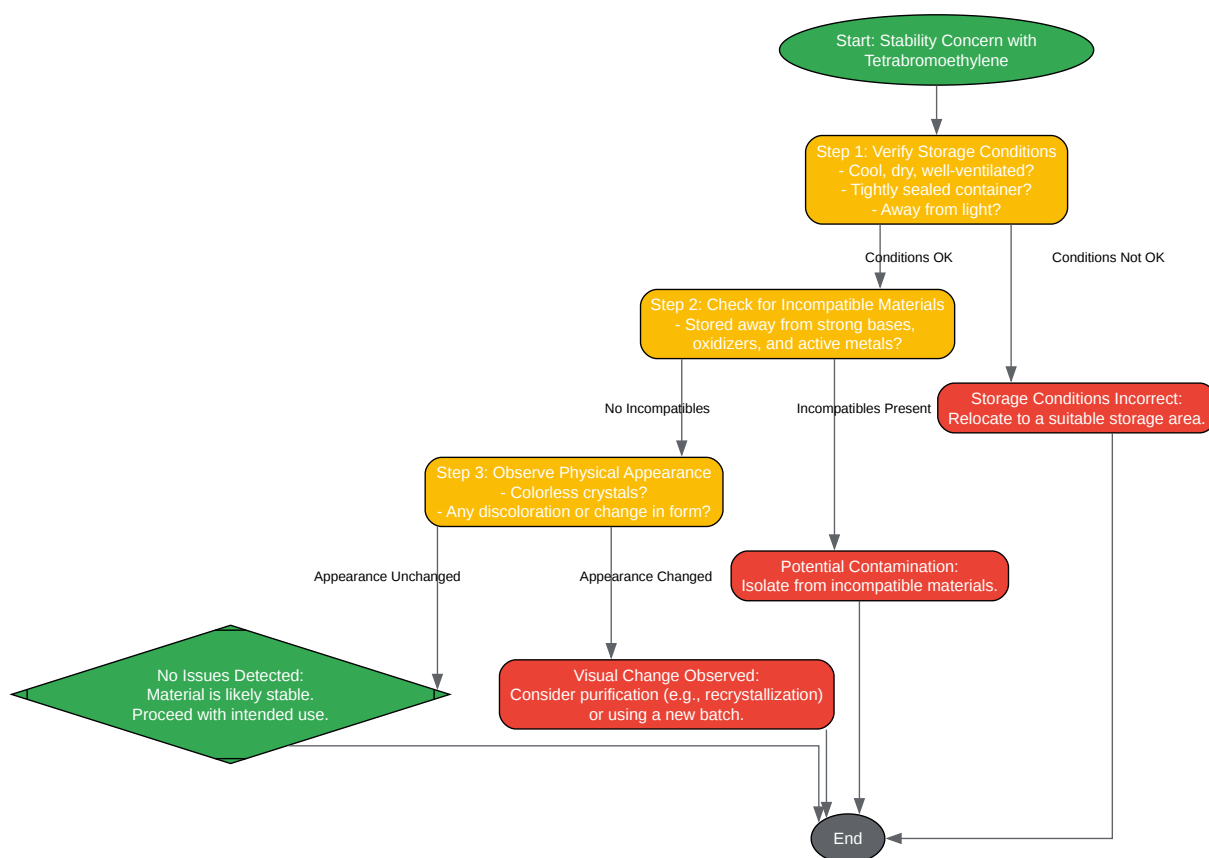 Start: Stability Concern with
Tetrabromoethylene
Step 1: Verify Storage Conditions
- Cool, dry, well-ventilated?
- Tightly sealed container?
- Away from light?
Conditions OK
Conditions Not OK
Step 2: Check for Incompatible Materials
- Stored away from strong bases,
oxidizers, and active metals?
Storage Conditions Incorrect:
Relocate to a suitable storage area.
No Incompatibles
Incompatibles Present
Step 3: Observe Physical Appearance
- Colorless crystals?
- Any discoloration or change in form?
Potential Contamination:
Isolate from incompatible materials.
Appearance Unchanged
Appearance Changed
No Issues Detected:
Material is likely stable.
Proceed with intended use.
Visual Change Observed:
Consider purification (e.g., recrystallization)
or using a new batch.
End